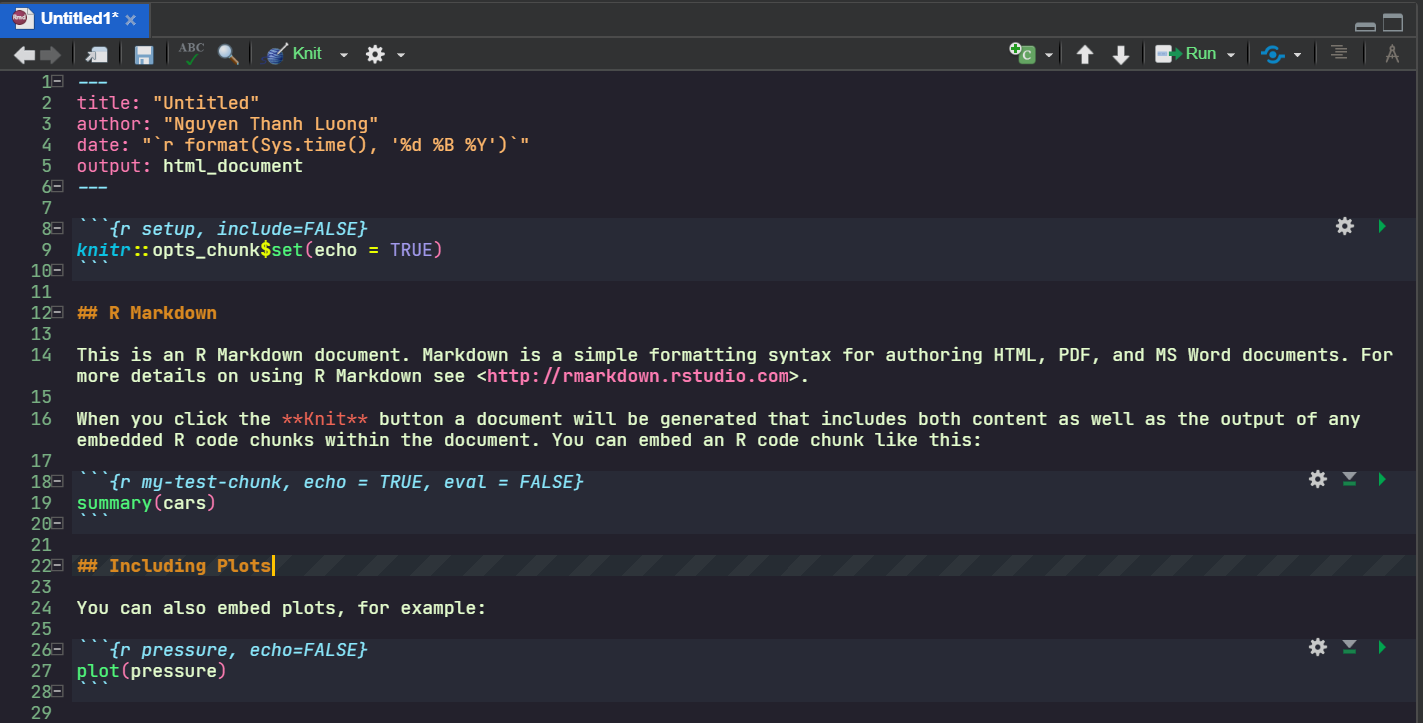 Untitled1*
ABC
Knit
Run
1 ---
2 title: "Untitled"
3 author: "Nguyen Thanh Luong"
4 date: "`r format(Sys.time(), '%d %B %Y')`"
5 output: html_document
6 ---
7
8 ```{r setup, include=FALSE}
9 knitr::opts_chunk$set(echo = TRUE)
10 ```
11
12 ## R Markdown
13
14 This is an R Markdown document. Markdown is a simple formatting syntax for authoring HTML, PDF, and MS Word documents. For
more details on using R Markdown see <http://rmarkdown.rstudio.com>.
15
16 When you click the **Knit** button a document will be generated that includes both content as well as the output of any
embedded R code chunks within the document. You can embed an R code chunk like this:
17
18 ```{r my-test-chunk, echo = TRUE, eval = FALSE}
19 summary(cars)
20 ```
21
22 ## Including Plots
23
24 You can also embed plots, for example:
25
26 ```{r pressure, echo=FALSE}
27 plot(pressure)
28 ```
29